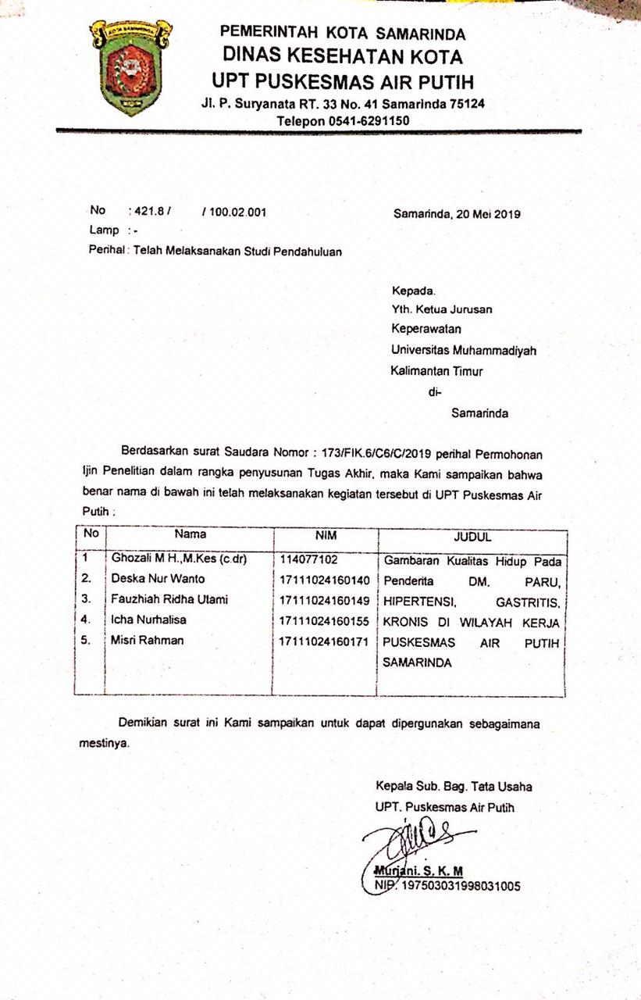 KOTA SAMARINDA
PEMERINTAH KOTA SAMARINDA
DINAS KESEHATAN KOTA
UPT PUSKESMAS AIR PUTIH
Jl. P. Suryanata RT. 33 No. 41 Samarinda 75124
Telepon 0541-6291150
No : 421.8 / / 100.02.001
Samarinda, 20 Mei 2019
Lamp : -
Perihal : Telah Melaksanakan Studi Pendahuluan
Kepada.
Yth. Ketua Jurusan
Keperawatan
Universitas Muhammadiyah
Kalimantan Timur
di-
Samarinda
Berdasarkan surat Saudara Nomor : 173/FIK.6/C6/C/2019 perihal Permohonan
Ijin Penelitian dalam rangka penyusunan Tugas Akhir, maka Kami sampaikan bahwa
benar nama di bawah ini telah melaksanakan kegiatan tersebut di UPT Puskesmas Air
Putih :
No Nama NIM JUDUL
1 Ghozali M H.,M.Kes (c.dr) 114077102 Gambaran Kualitas Hidup Pada
2. Deska Nur Wanto 17111024160140 Penderita DM, PARU,
3. Fauzhiah Ridha Utami 17111024160149 HIPERTENSI, GASTRITIS,
4. Icha Nurhalisa 17111024160155 KRONIS DI WILAYAH KERJA
5. Misri Rahman 17111024160171 PUSKESMAS AIR PUTIH
SAMARINDA
Demikian surat ini Kami sampaikan untuk dapat dipergunakan sebagaimana
mestinya.
Kepala Sub. Bag. Tata Usaha
UPT. Puskesmas Air Putih
Murjani. S. K. M
NIP. 197503031998031005